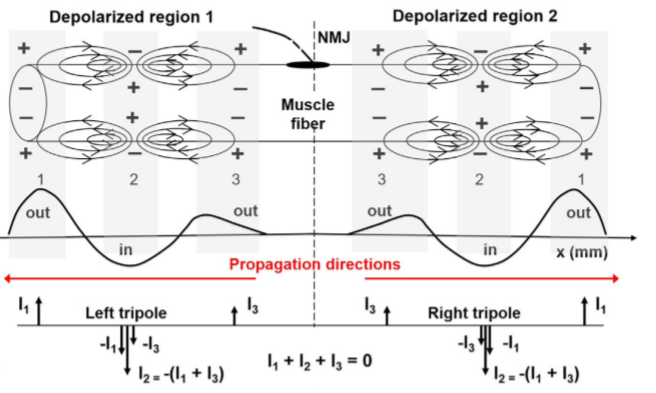 Depolarized region 1
Depolarized region 2
NMJ
+ − + + − +
− + − − + −
Muscle
fiber
− + − − + −
+ − + + − +
1 2 3 3 2 1
out in out out in out
x (mm)
Propagation directions
I₁ Left tripole I₃ I₃ Right tripole I₁
-I₁ -I₃ -I₃ -I₁
I₂ = -(I₁ + I₃) I₁ + I₂ + I₃ = 0 I₂ = -(I₁ + I₃)